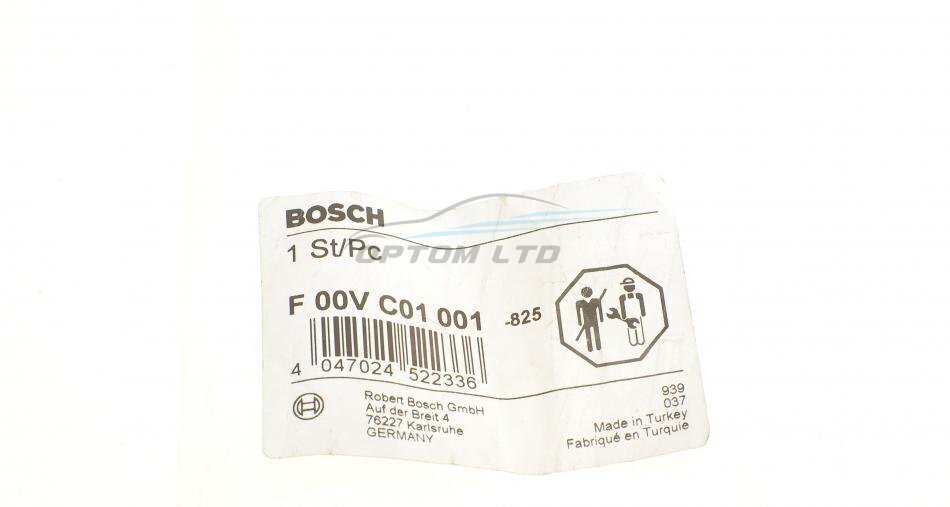 BOSCH
1 St/Pc
OPTOM LTD
F 00V C01 001 -825
4 047024 522336
Robert Bosch GmbH
Auf der Breit 4
76227 Karlsruhe
GERMANY
939
037
Made in Turkey
Fabriqué en Turquie